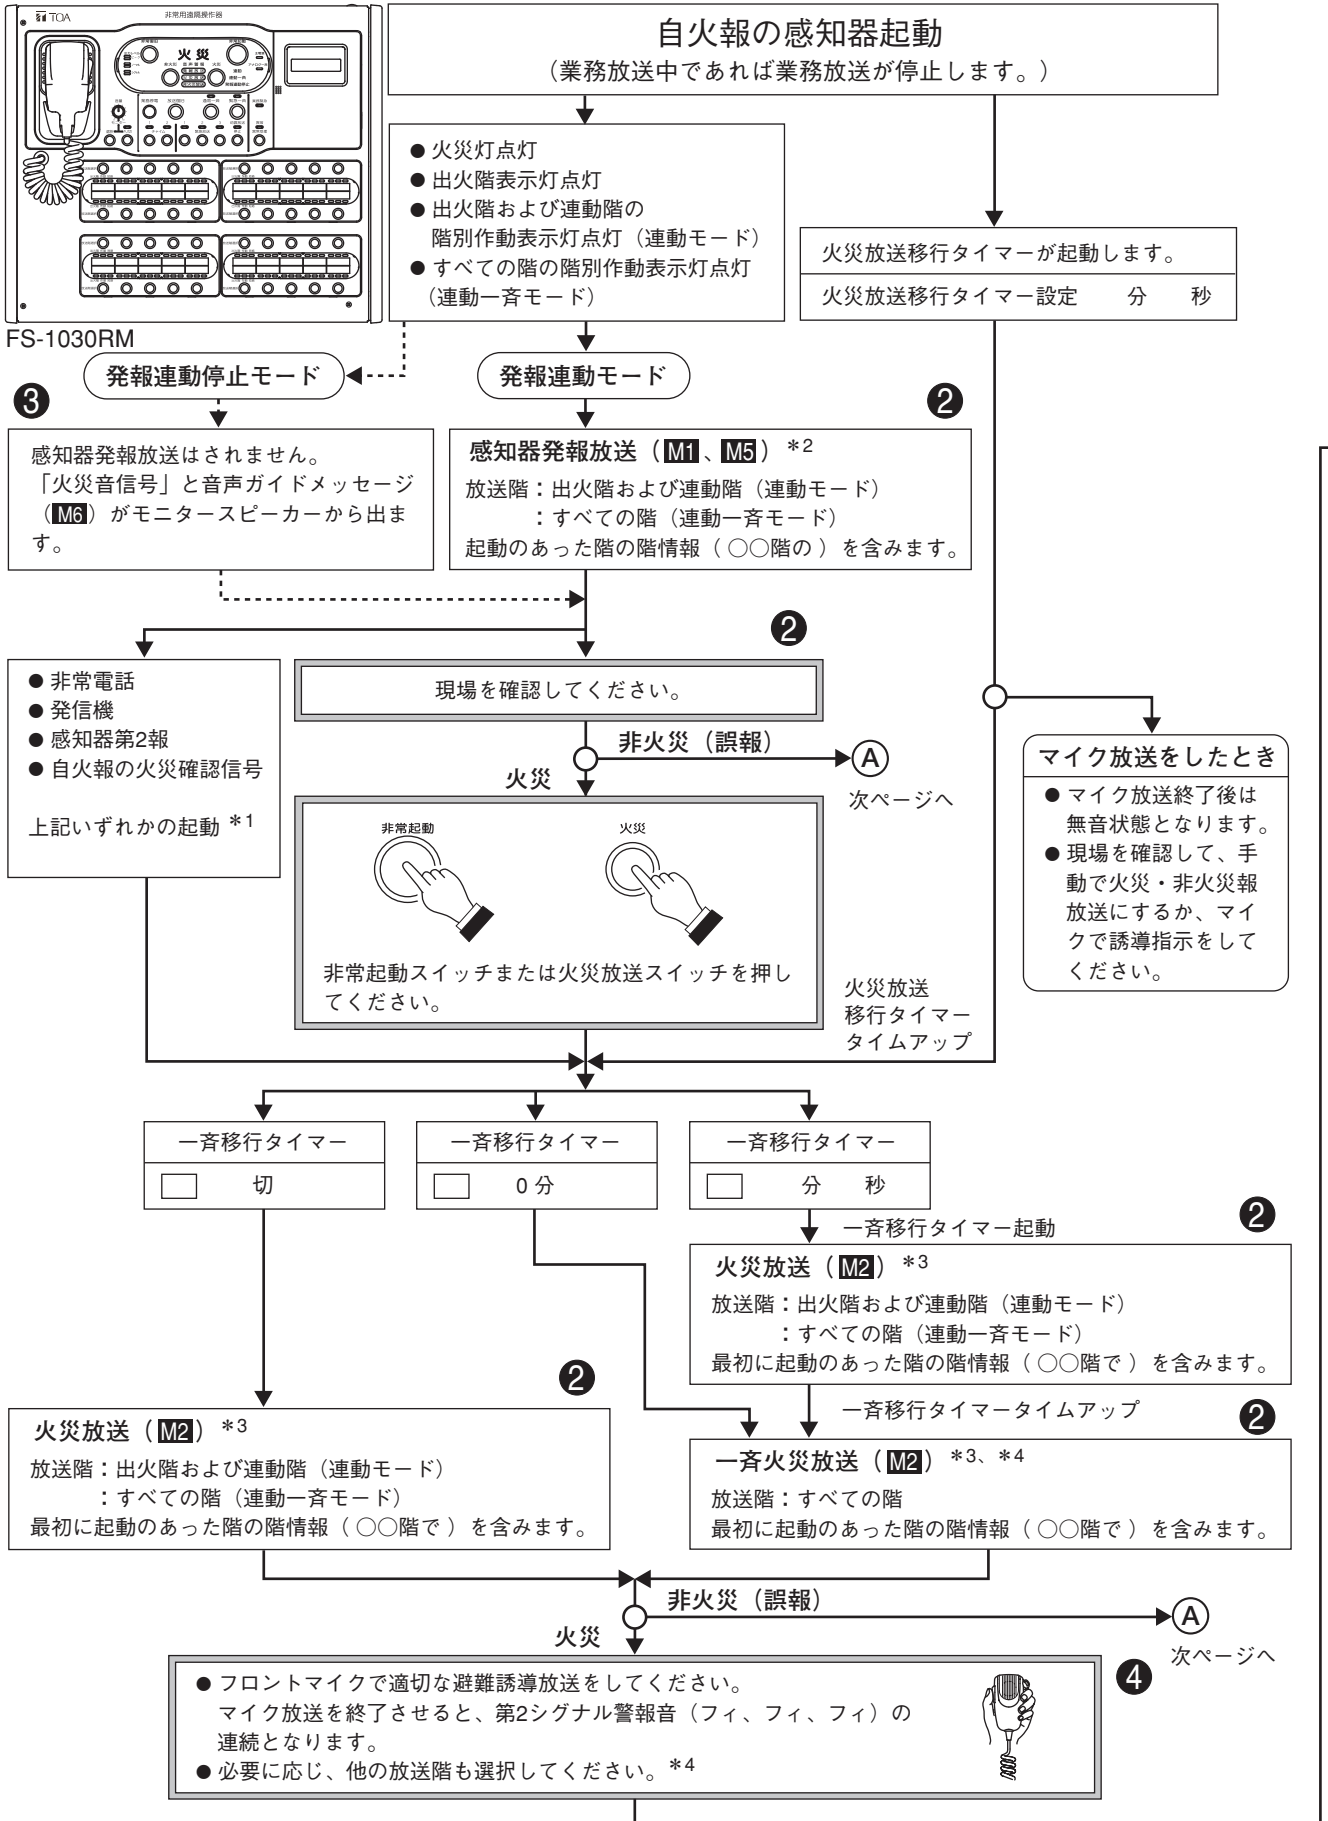 TOA
非常用遠隔操作器
火災
FS-1030RM
自火報の感知器起動
(業務放送中であれば業務放送が停止します。)
● 火災灯点灯
● 出火階表示灯点灯
● 出火階および連動階の
階別作動表示灯点灯（連動モード）
● すべての階の階別作動表示灯点灯
（連動一斉モード）
火災放送移行タイマーが起動します。
火災放送移行タイマー設定 分 秒
発報連動停止モード
発報連動モード
❸
感知器発報放送はされません。
「火災音信号」と音声ガイドメッセージ
（M6）がモニタースピーカーから出ま
す。
❷
感知器発報放送（M1、M5）＊2
放送階：出火階および連動階（連動モード）
：すべての階（連動一斉モード）
起動のあった階の階情報（ ○○階の ）を含みます。
● 非常電話
● 発信機
● 感知器第2報
● 自火報の火災確認信号
上記いずれかの起動 ＊1
❷
現場を確認してください。
非火災（誤報）
A
次ページへ
火災
非常起動
火災
非常起動スイッチまたは火災放送スイッチを押し
てください。
マイク放送をしたとき
● マイク放送終了後は
無音状態となります。
● 現場を確認して、手
動で火災・非火災報
放送にするか、マイ
クで誘導指示をして
ください。
火災放送
移行タイマー
タイムアップ
一斉移行タイマー
切
一斉移行タイマー
0 分
一斉移行タイマー
分 秒
一斉移行タイマー起動
❷
火災放送（M2）＊3
放送階：出火階および連動階（連動モード）
：すべての階（連動一斉モード）
最初に起動のあった階の階情報（ ○○階で ）を含みます。
一斉移行タイマータイムアップ
❷
火災放送（M2）＊3
放送階：出火階および連動階（連動モード）
：すべての階（連動一斉モード）
最初に起動のあった階の階情報（ ○○階で ）を含みます。
❷
一斉火災放送（M2）＊3、＊4
放送階：すべての階
最初に起動のあった階の階情報（ ○○階で ）を含みます。
非火災（誤報）
A
次ページへ
火災
❹
● フロントマイクで適切な避難誘導放送をしてください。
マイク放送を終了させると、第2シグナル警報音（フィ、フィ、フィ）の
連続となります。
● 必要に応じ、他の放送階も選択してください。＊4